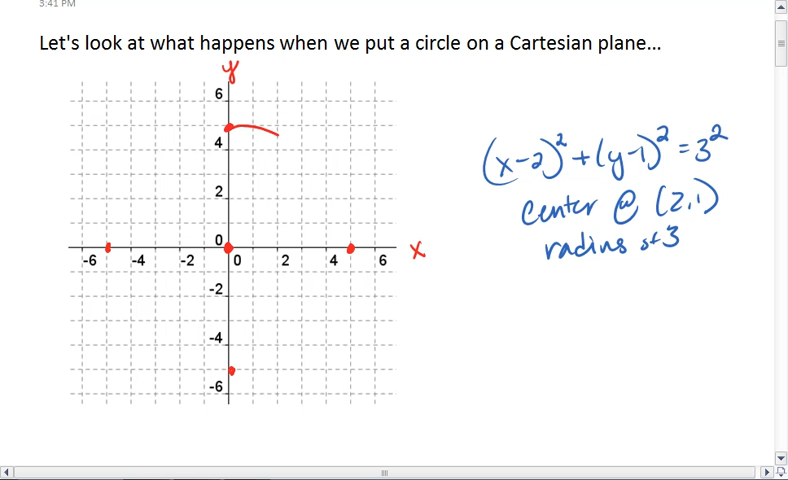 3:41 PM
Let's look at what happens when we put a circle on a Cartesian plane...
y
6
4
2
0
-6 -4 -2 0 2 4 6 x
-2
-4
-6
(x-2)² + (y-1)² = 3²
center @ (2,1)
radius of 3